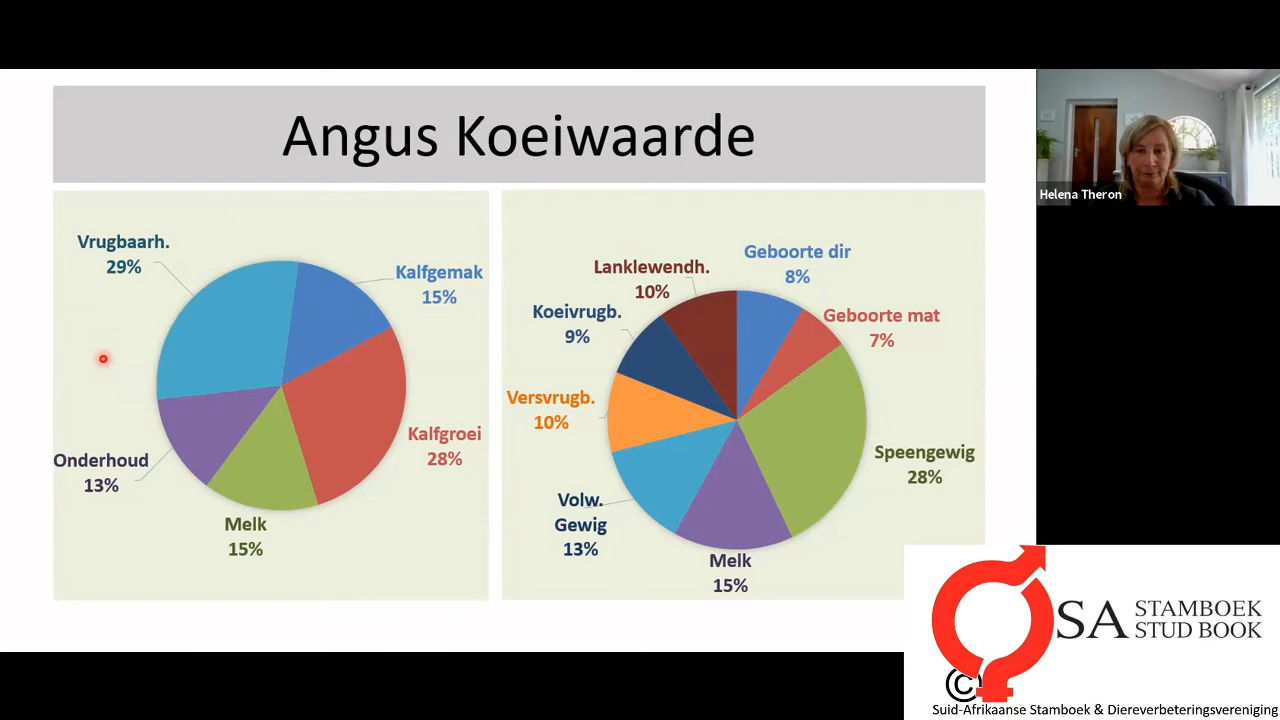 Angus Koeiwaarde
Vrugbaarh.
29%
Kalfgemak
15%
Kalfgroei
28%
Melk
15%
Onderhoud
13%
Lanklewendh.
10%
Geboorte dir
8%
Geboorte mat
7%
Speengewig
28%
Melk
15%
Volw.
Gewig
13%
Versvrugb.
10%
Koeivrugb.
9%
Helena Theron
SA STAMBOEK
STUD BOOK
©
Suid-Afrikaanse Stamboek & Diereverbeteringsvereniging